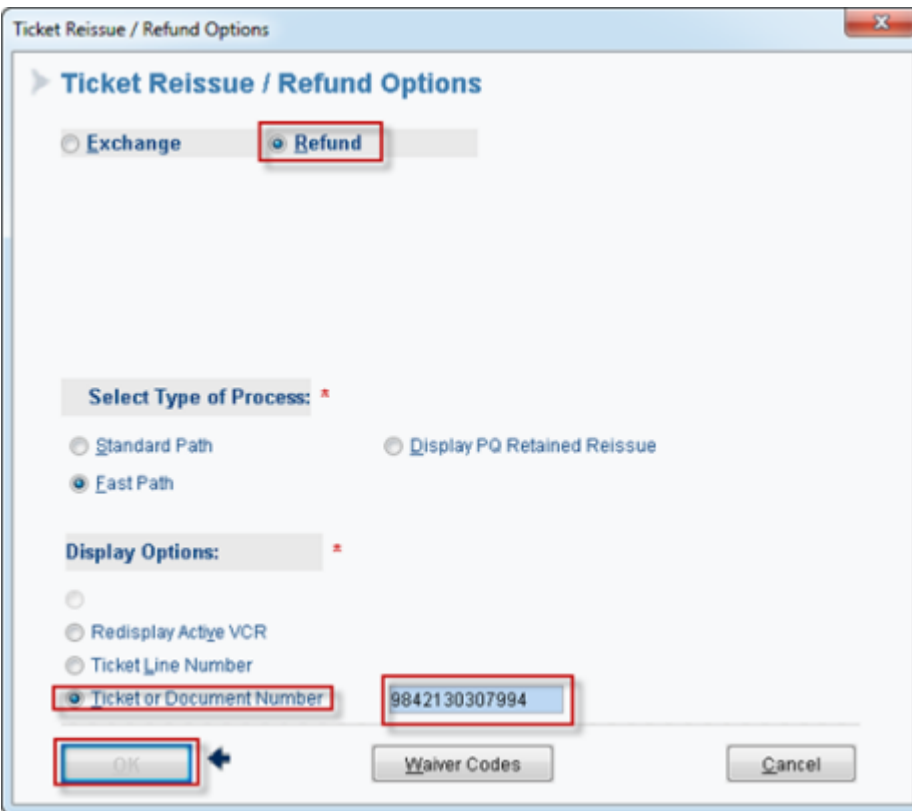 Ticket Reissue / Refund Options
Ticket Reissue / Refund Options
Exchange Refund
Select Type of Process: *
Standard Path Display PQ Retained Reissue
Fast Path
Display Options: *
Redisplay Active VCR
Ticket Line Number
Ticket or Document Number 9842130307994
OK Waiver Codes Cancel